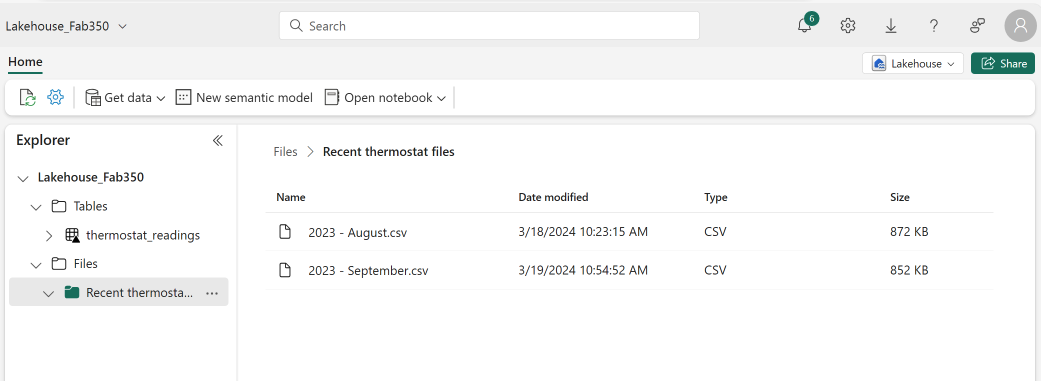 Lakehouse_Fab350
Search
6
Home
Lakehouse
Share
Get data
New semantic model
Open notebook
Explorer
Lakehouse_Fab350
Tables
thermostat_readings
Files
Recent thermosta...
Files > Recent thermostat files
Name Date modified Type Size
2023 - August.csv 3/18/2024 10:23:15 AM CSV 872 KB
2023 - September.csv 3/19/2024 10:54:52 AM CSV 852 KB